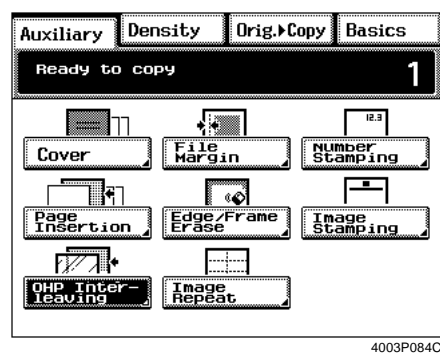 Auxiliary Density Orig.▸Copy Basics
Ready to copy 1
12.3
Cover File Margin Number Stamping
Page Insertion Edge/Frame Erase Image Stamping
OHP Inter-leaving Image Repeat
4003P084C